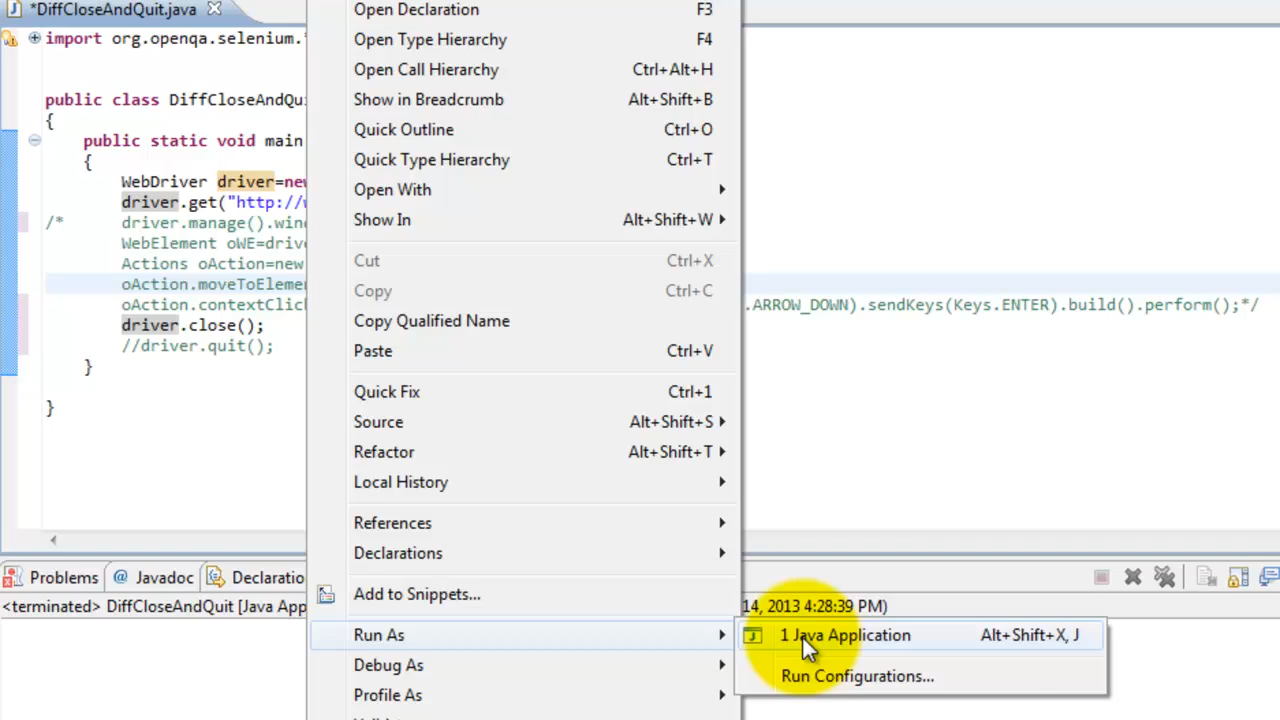 *DiffCloseAndQuit.java
import org.openqa.selenium.*
public class DiffCloseAndQui
{
public static void main
{
WebDriver driver=new
driver.get("http://w
/* driver.manage().wind
WebElement oWE=drive
Actions oAction=new
oAction.moveToElemen
oAction.contextClick .ARROW_DOWN).sendKeys(Keys.ENTER).build().perform();*/
driver.close();
//driver.quit();
}
}
Open Declaration F3
Open Type Hierarchy F4
Open Call Hierarchy Ctrl+Alt+H
Show in Breadcrumb Alt+Shift+B
Quick Outline Ctrl+O
Quick Type Hierarchy Ctrl+T
Open With
Show In Alt+Shift+W
Cut Ctrl+X
Copy Ctrl+C
Copy Qualified Name
Paste Ctrl+V
Quick Fix Ctrl+1
Source Alt+Shift+S
Refactor Alt+Shift+T
Local History
References
Declarations
Add to Snippets...
Run As
Debug As
Profile As
1 Java Application Alt+Shift+X, J
Run Configurations...
Problems @ Javadoc Declaratio
<terminated> DiffCloseAndQuit [Java App 14, 2013 4:28:39 PM)